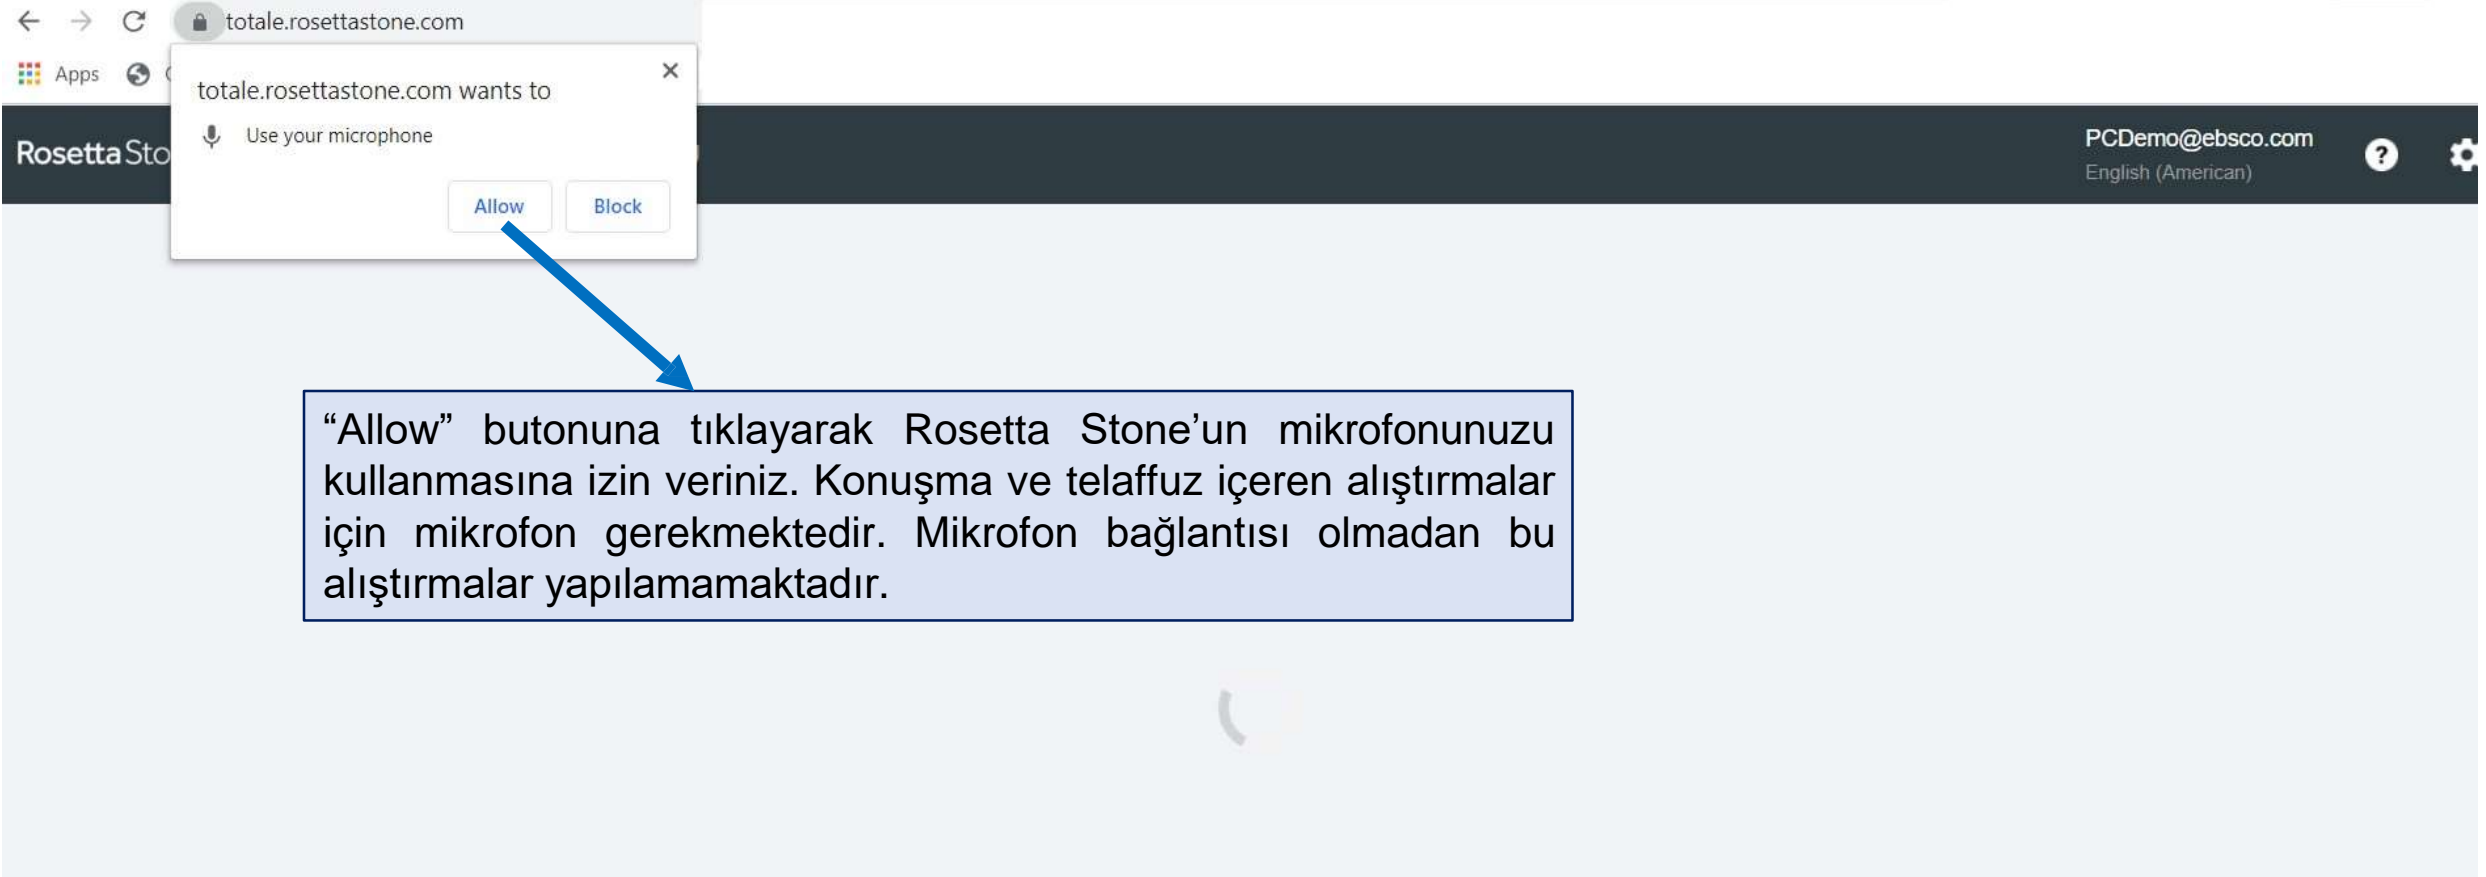 totale.rosettastone.com
Apps
totale.rosettastone.com wants to
Use your microphone
Allow
Block
Rosetta Sto
PCDemo@ebsco.com
English (American)
“Allow” butonuna tıklayarak Rosetta Stone’un mikrofonunuzu
kullanmasına izin veriniz. Konuşma ve telaffuz içeren alıştırmalar
için mikrofon gerekmektedir. Mikrofon bağlantısı olmadan bu
alıştırmalar yapılamamaktadır.